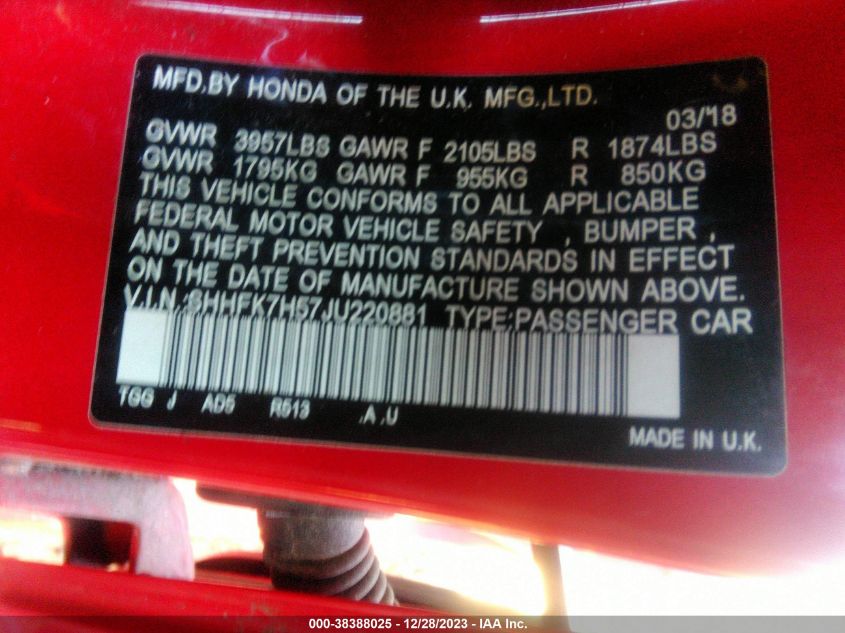 MFD.BY HONDA OF THE U.K. MFG.,LTD.
03/18
GVWR 3957LBS GAWR F 2105LBS R 1874LBS
GVWR 1795KG GAWR F 955KG R 850KG
THIS VEHICLE CONFORMS TO ALL APPLICABLE
FEDERAL MOTOR VEHICLE SAFETY , BUMPER ,
AND THEFT PREVENTION STANDARDS IN EFFECT
ON THE DATE OF MANUFACTURE SHOWN ABOVE.
V.I.N.:SHHFK7H57JU220881 TYPE:PASSENGER CAR
TGG J AD5 R513 .A .U
MADE IN U.K.
000-38388025 - 12/28/2023 - IAA Inc.